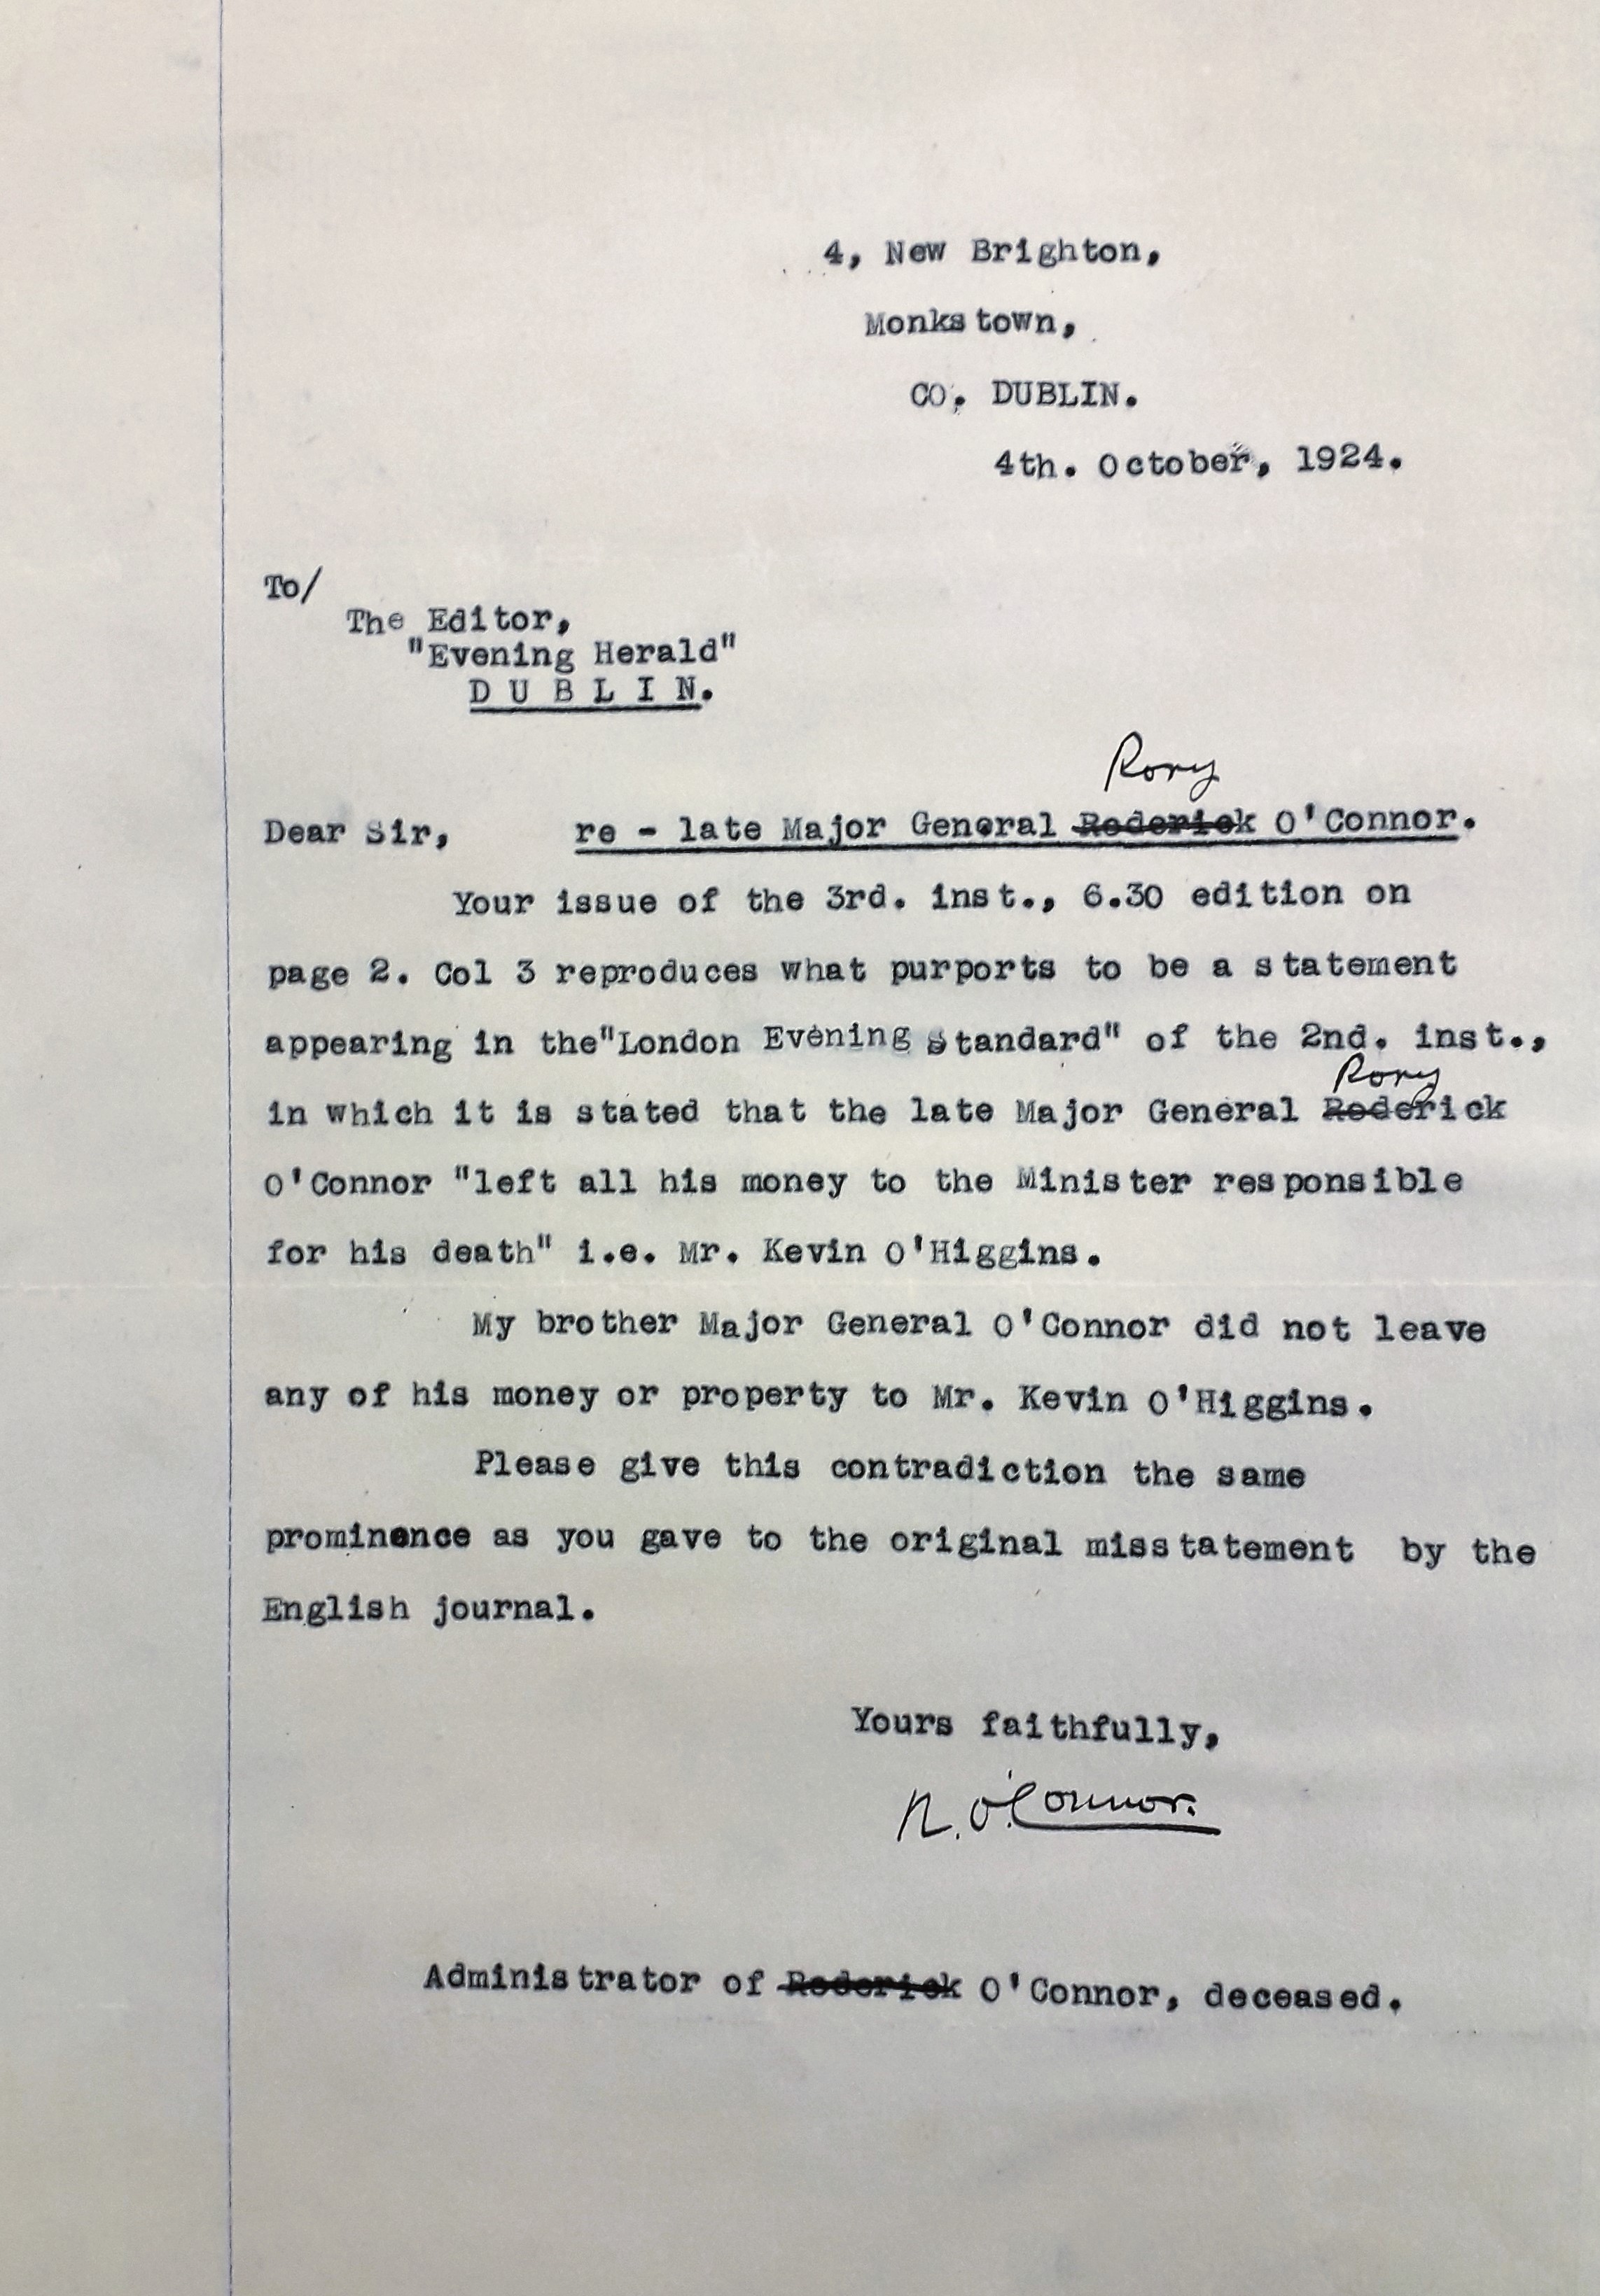 4, New Brighton,
Monkstown,
CO. DUBLIN.
4th. October, 1924.
To/
The Editor,
"Evening Herald"
D U B L I N.
Rory
Dear Sir, re - late Major General Roderick O'Connor.
Your issue of the 3rd. inst., 6.30 edition on
page 2. Col 3 reproduces what purports to be a statement
appearing in the"London Evening Standard" of the 2nd. inst.,
Rory
in which it is stated that the late Major General Roderick
O'Connor "left all his money to the Minister responsible
for his death" i.e. Mr. Kevin O'Higgins.
My brother Major General O'Connor did not leave
any of his money or property to Mr. Kevin O'Higgins.
Please give this contradiction the same
prominence as you gave to the original misstatement by the
English journal.
Yours faithfully,
N. O'Connor.
Administrator of Roderick O'Connor, deceased.